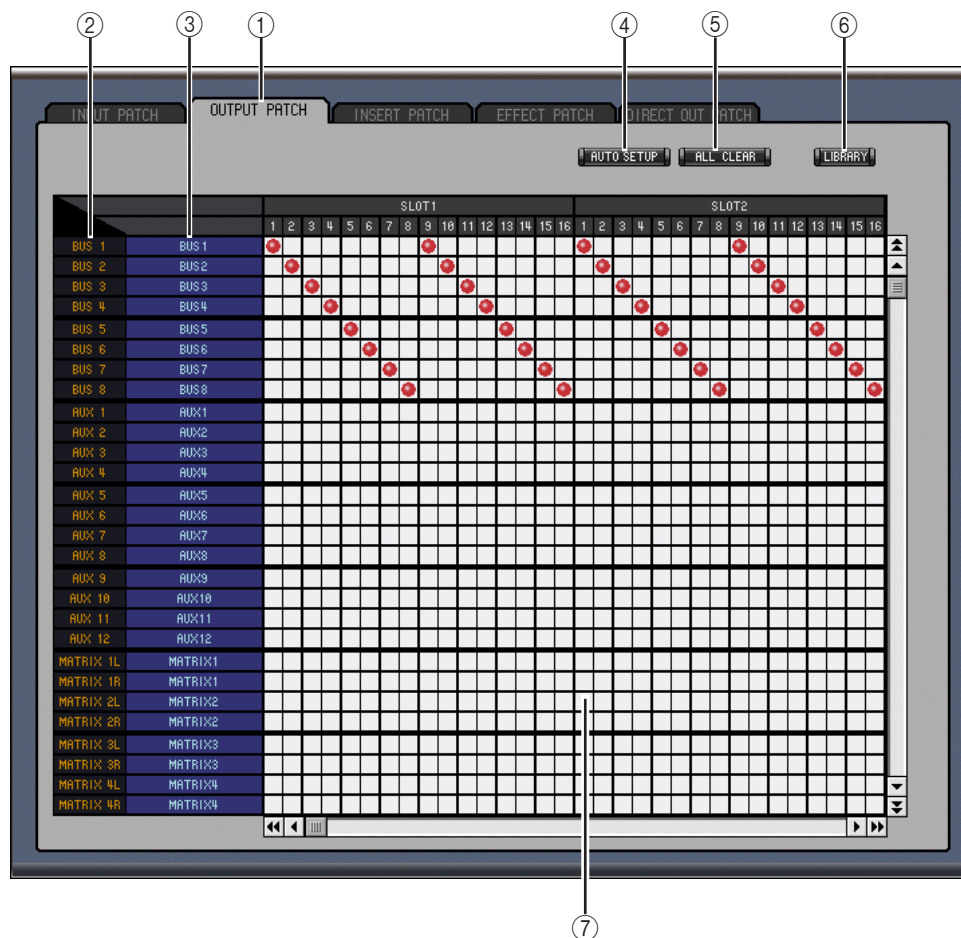 ② ③ ① ④ ⑤ ⑥
INPUT PATCH OUTPUT PATCH INSERT PATCH EFFECT PATCH DIRECT OUT PATCH
AUTO SETUP ALL CLEAR LIBRARY
SLOT1 SLOT2
1 2 3 4 5 6 7 8 9 10 11 12 13 14 15 16 1 2 3 4 5 6 7 8 9 10 11 12 13 14 15 16
BUS 1 BUS1
BUS 2 BUS2
BUS 3 BUS3
BUS 4 BUS4
BUS 5 BUS5
BUS 6 BUS6
BUS 7 BUS7
BUS 8 BUS8
AUX 1 AUX1
AUX 2 AUX2
AUX 3 AUX3
AUX 4 AUX4
AUX 5 AUX5
AUX 6 AUX6
AUX 7 AUX7
AUX 8 AUX8
AUX 9 AUX9
AUX 10 AUX10
AUX 11 AUX11
AUX 12 AUX12
MATRIX 1L MATRIX1
MATRIX 1R MATRIX1
MATRIX 2L MATRIX2
MATRIX 2R MATRIX2
MATRIX 3L MATRIX3
MATRIX 3R MATRIX3
MATRIX 4L MATRIX4
MATRIX 4R MATRIX4
⑦